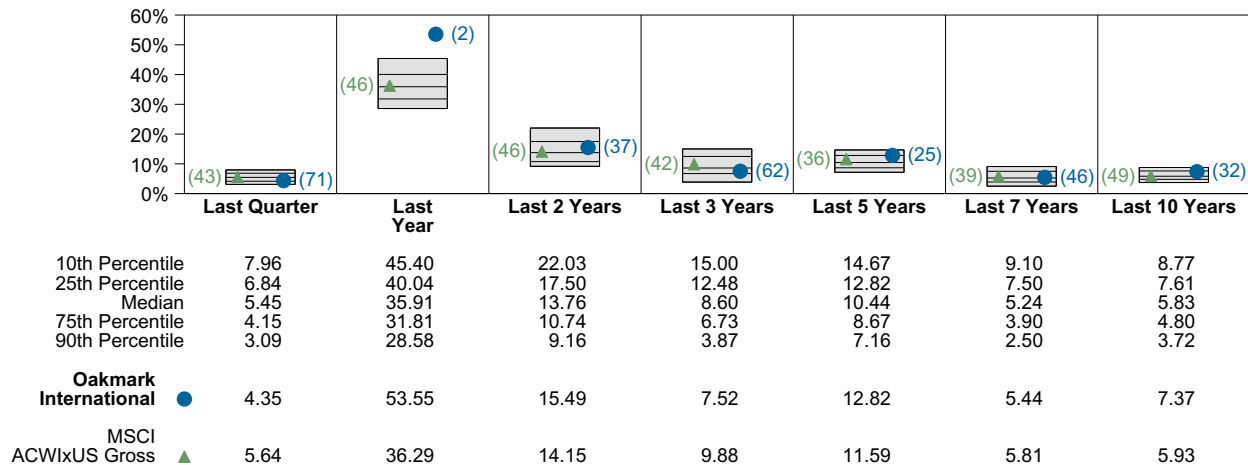 60%
50%
40%
30%
20%
10%
0%
(43) (71)
(46) (2)
(46) (37)
(42) (62)
(36) (25)
(39) (46)
(49) (32)
Last Quarter Last Year Last 2 Years Last 3 Years Last 5 Years Last 7 Years Last 10 Years
10th Percentile 7.96 45.40 22.03 15.00 14.67 9.10 8.77
25th Percentile 6.84 40.04 17.50 12.48 12.82 7.50 7.61
Median 5.45 35.91 13.76 8.60 10.44 5.24 5.83
75th Percentile 4.15 31.81 10.74 6.73 8.67 3.90 4.80
90th Percentile 3.09 28.58 9.16 3.87 7.16 2.50 3.72
Oakmark
International 4.35 53.55 15.49 7.52 12.82 5.44 7.37
MSCI
ACWIxUS Gross 5.64 36.29 14.15 9.88 11.59 5.81 5.93